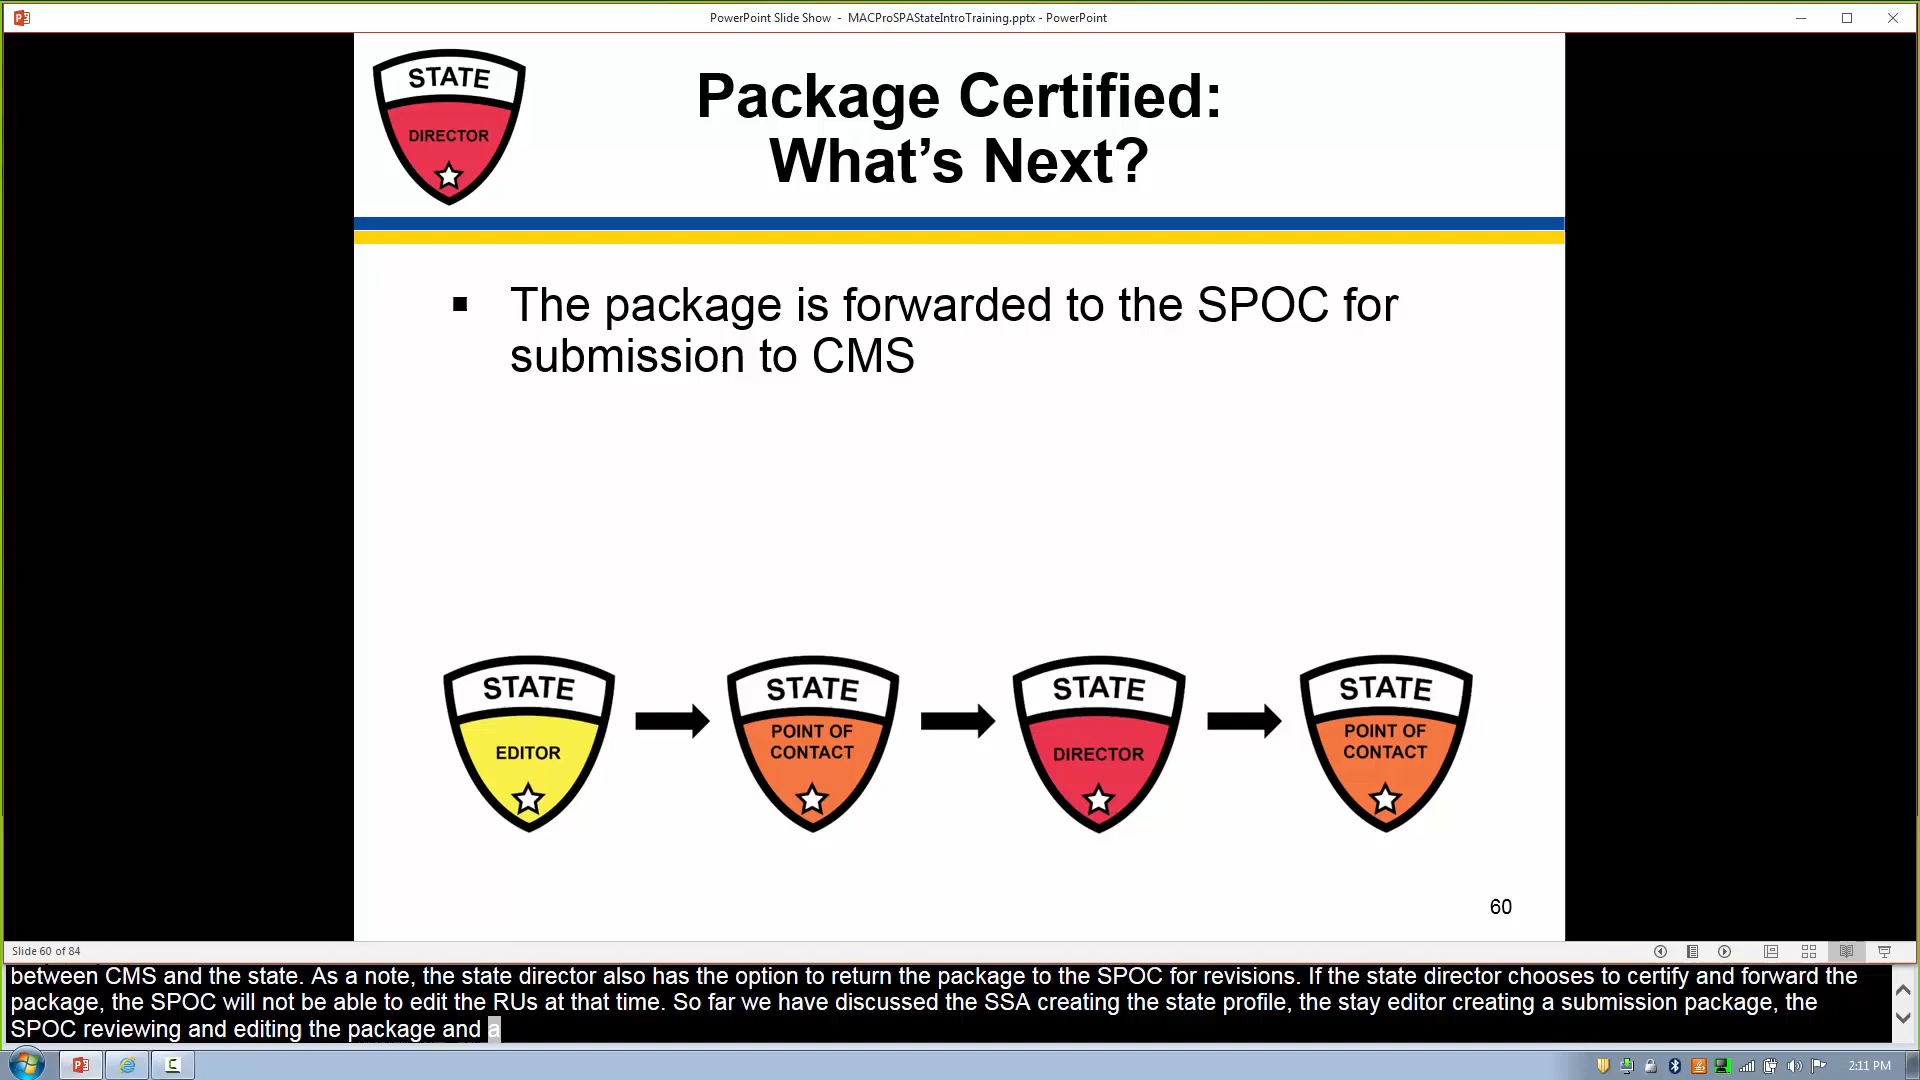 PowerPoint Slide Show - MACProSPAStateIntroTraining.pptx - PowerPoint
STATE
DIRECTOR
Package Certified:
What’s Next?
▪ The package is forwarded to the SPOC for
submission to CMS
STATE
EDITOR
STATE
POINT OF
CONTACT
STATE
DIRECTOR
STATE
POINT OF
CONTACT
60
Slide 60 of 84
between CMS and the state. As a note, the state director also has the option to return the package to the SPOC for revisions. If the state director chooses to certify and forward the
package, the SPOC will not be able to edit the RUs at that time. So far we have discussed the SSA creating the state profile, the stay editor creating a submission package, the
SPOC reviewing and editing the package and a
2:11 PM